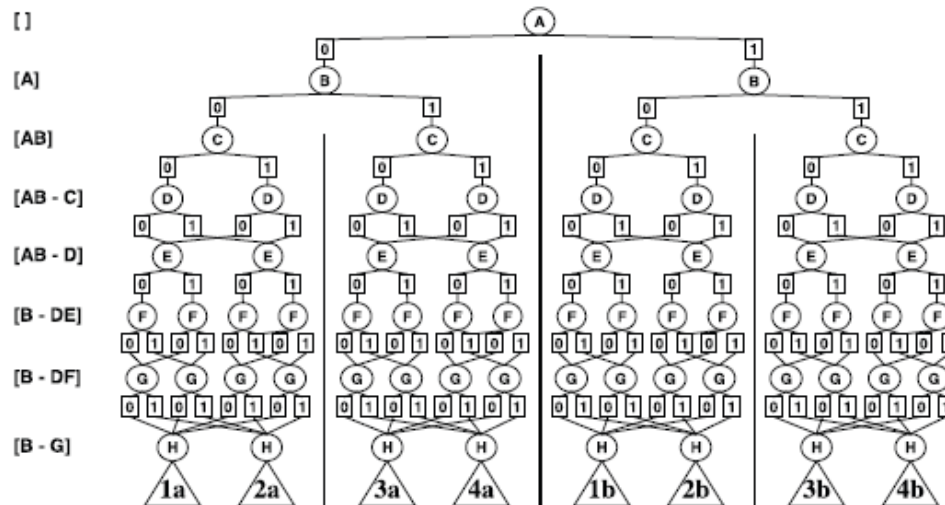 [ ] A
0 1
[A] B B
0 1 0 1
[AB] C C C C
0 1 0 1 0 1 0 1
[AB - C] D D D D D D D D
0 1 0 1 0 1 0 1 0 1 0 1 0 1 0 1
[AB - D] E E E E E E E E
0 1 0 1 0 1 0 1 0 1 0 1 0 1 0 1
[B - DE] F F F F F F F F F F F F F F F F
0 1 0 1 0 1 0 1 0 1 0 1 0 1 0 1 0 1 0 1 0 1 0 1 0 1 0 1 0 1 0 1
[B - DF] G G G G G G G G G G G G G G G G
0 1 0 1 0 1 0 1 0 1 0 1 0 1 0 1 0 1 0 1 0 1 0 1 0 1 0 1 0 1 0 1
[B - G] H H H H H H H H
1a 2a 3a 4a 1b 2b 3b 4b